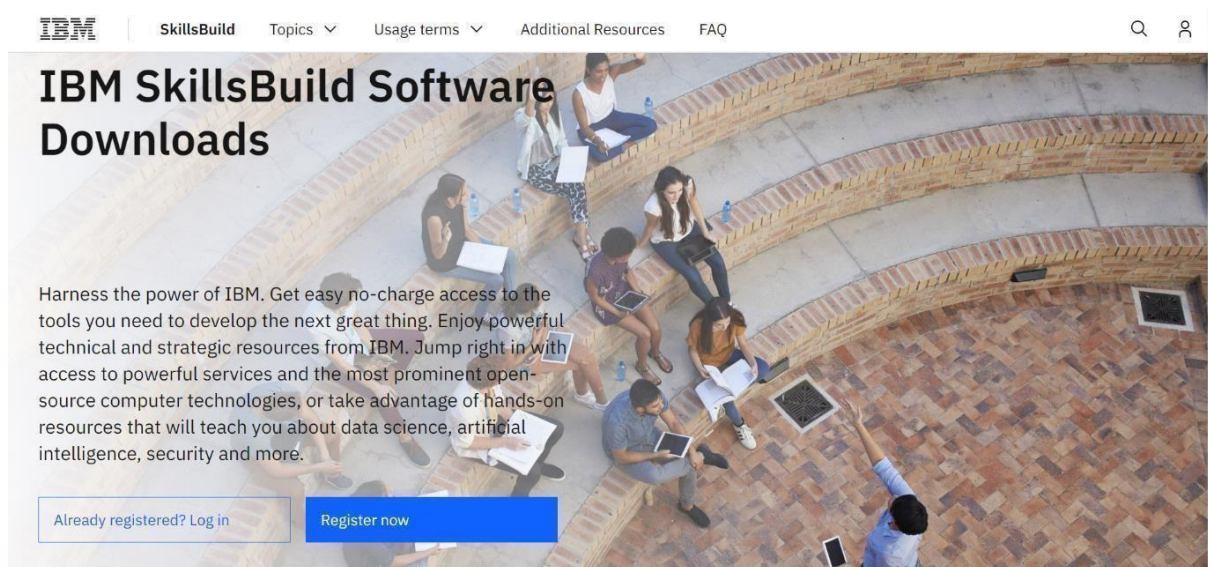 IBM SkillsBuild Topics Usage terms Additional Resources FAQ
IBM SkillsBuild Software
Downloads
Harness the power of IBM. Get easy no-charge access to the
tools you need to develop the next great thing. Enjoy powerful
technical and strategic resources from IBM. Jump right in with
access to powerful services and the most prominent open-
source computer technologies, or take advantage of hands-on
resources that will teach you about data science, artificial
intelligence, security and more.
Already registered? Log in Register now